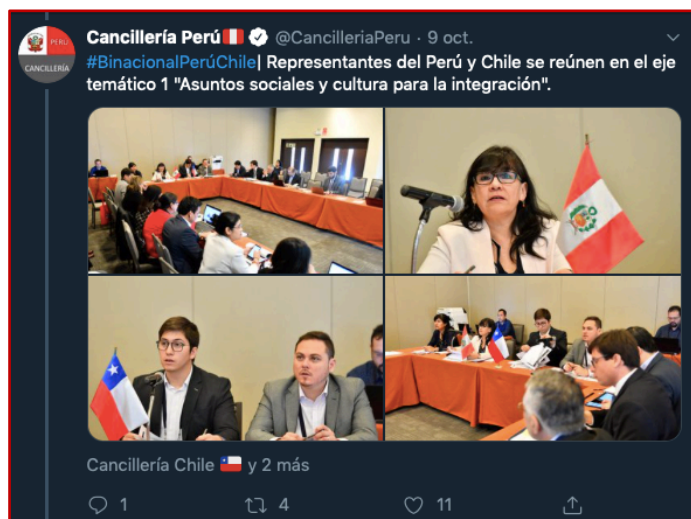 PERÚ
CANCILLERÍA
Cancillería Perú🇵🇪 @CancilleriaPeru · 9 oct.
#BinacionalPerúChile| Representantes del Perú y Chile se reúnen en el eje
temático 1 "Asuntos sociales y cultura para la integración".
Cancillería Chile 🇨🇱 y 2 más
1 4 11